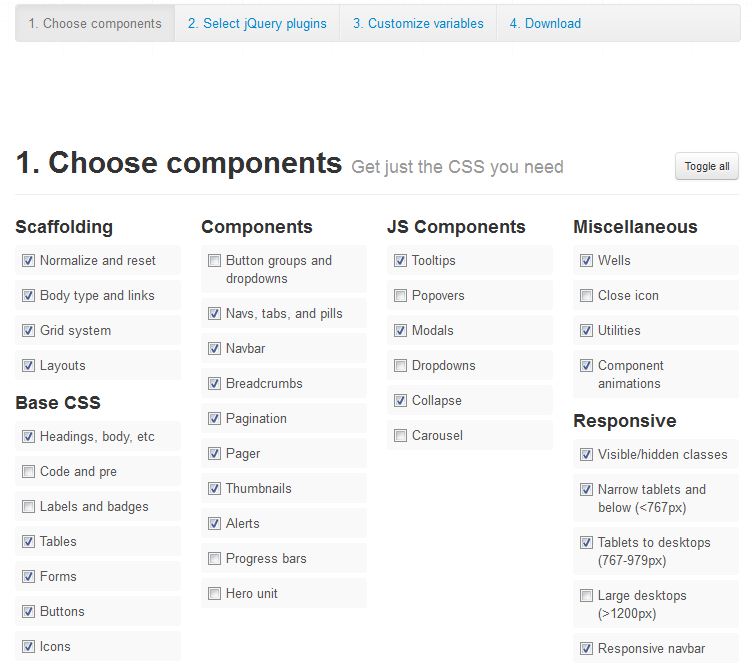 1. Choose components
2. Select jQuery plugins
3. Customize variables
4. Download
1. Choose components Get just the CSS you need
Toggle all
Scaffolding
Normalize and reset
Body type and links
Grid system
Layouts
Base CSS
Headings, body, etc
Code and pre
Labels and badges
Tables
Forms
Buttons
Icons
Components
Button groups and
dropdowns
Navs, tabs, and pills
Navbar
Breadcrumbs
Pagination
Pager
Thumbnails
Alerts
Progress bars
Hero unit
JS Components
Tooltips
Popovers
Modals
Dropdowns
Collapse
Carousel
Miscellaneous
Wells
Close icon
Utilities
Component
animations
Responsive
Visible/hidden classes
Narrow tablets and
below (<767px)
Tablets to desktops
(767-979px)
Large desktops
(>1200px)
Responsive navbar